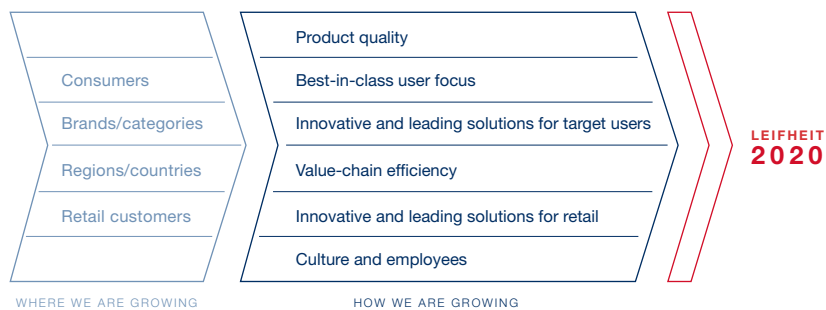 Consumers
Brands/categories
Regions/countries
Retail customers
WHERE WE ARE GROWING
Product quality
Best-in-class user focus
Innovative and leading solutions for target users
Value-chain efficiency
Innovative and leading solutions for retail
Culture and employees
HOW WE ARE GROWING
LEIFHEIT
2020